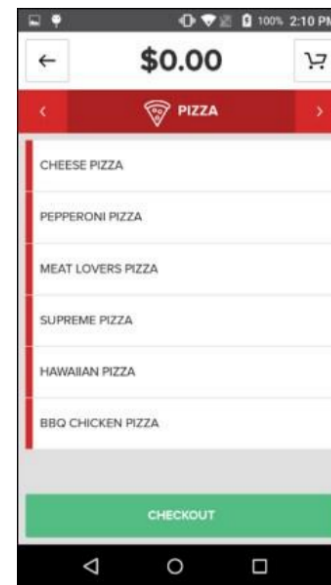 100% 2:10 PM
$0.00
PIZZA
CHEESE PIZZA
PEPPERONI PIZZA
MEAT LOVERS PIZZA
SUPREME PIZZA
HAWAIIAN PIZZA
BBQ CHICKEN PIZZA
CHECKOUT